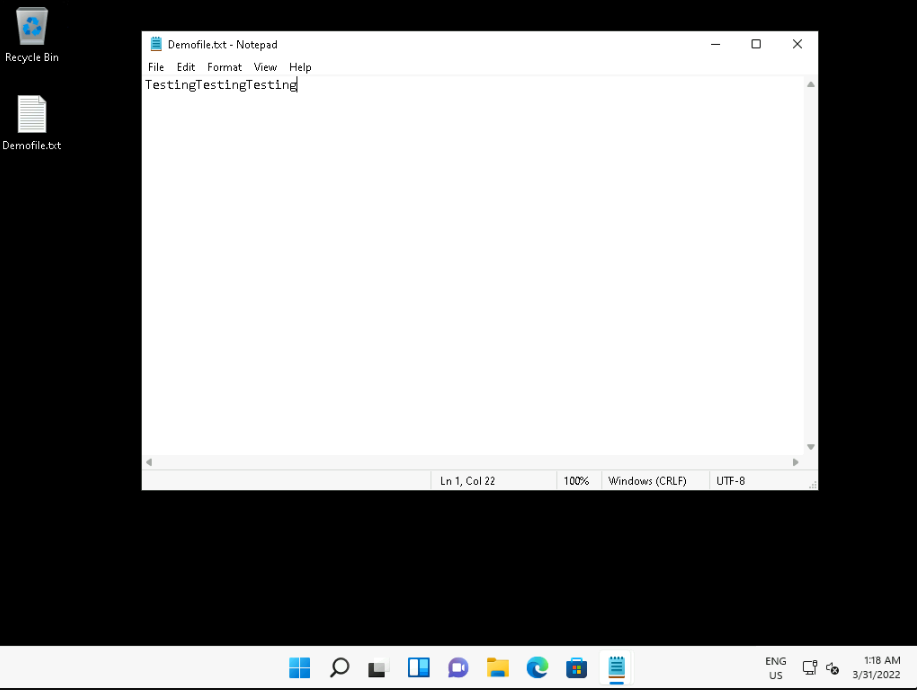 Recycle Bin
Demofile.txt
Demofile.txt - Notepad
File Edit Format View Help
TestingTestingTesting
Ln 1, Col 22 100% Windows (CRLF) UTF-8
ENG
US
1:18 AM
3/31/2022